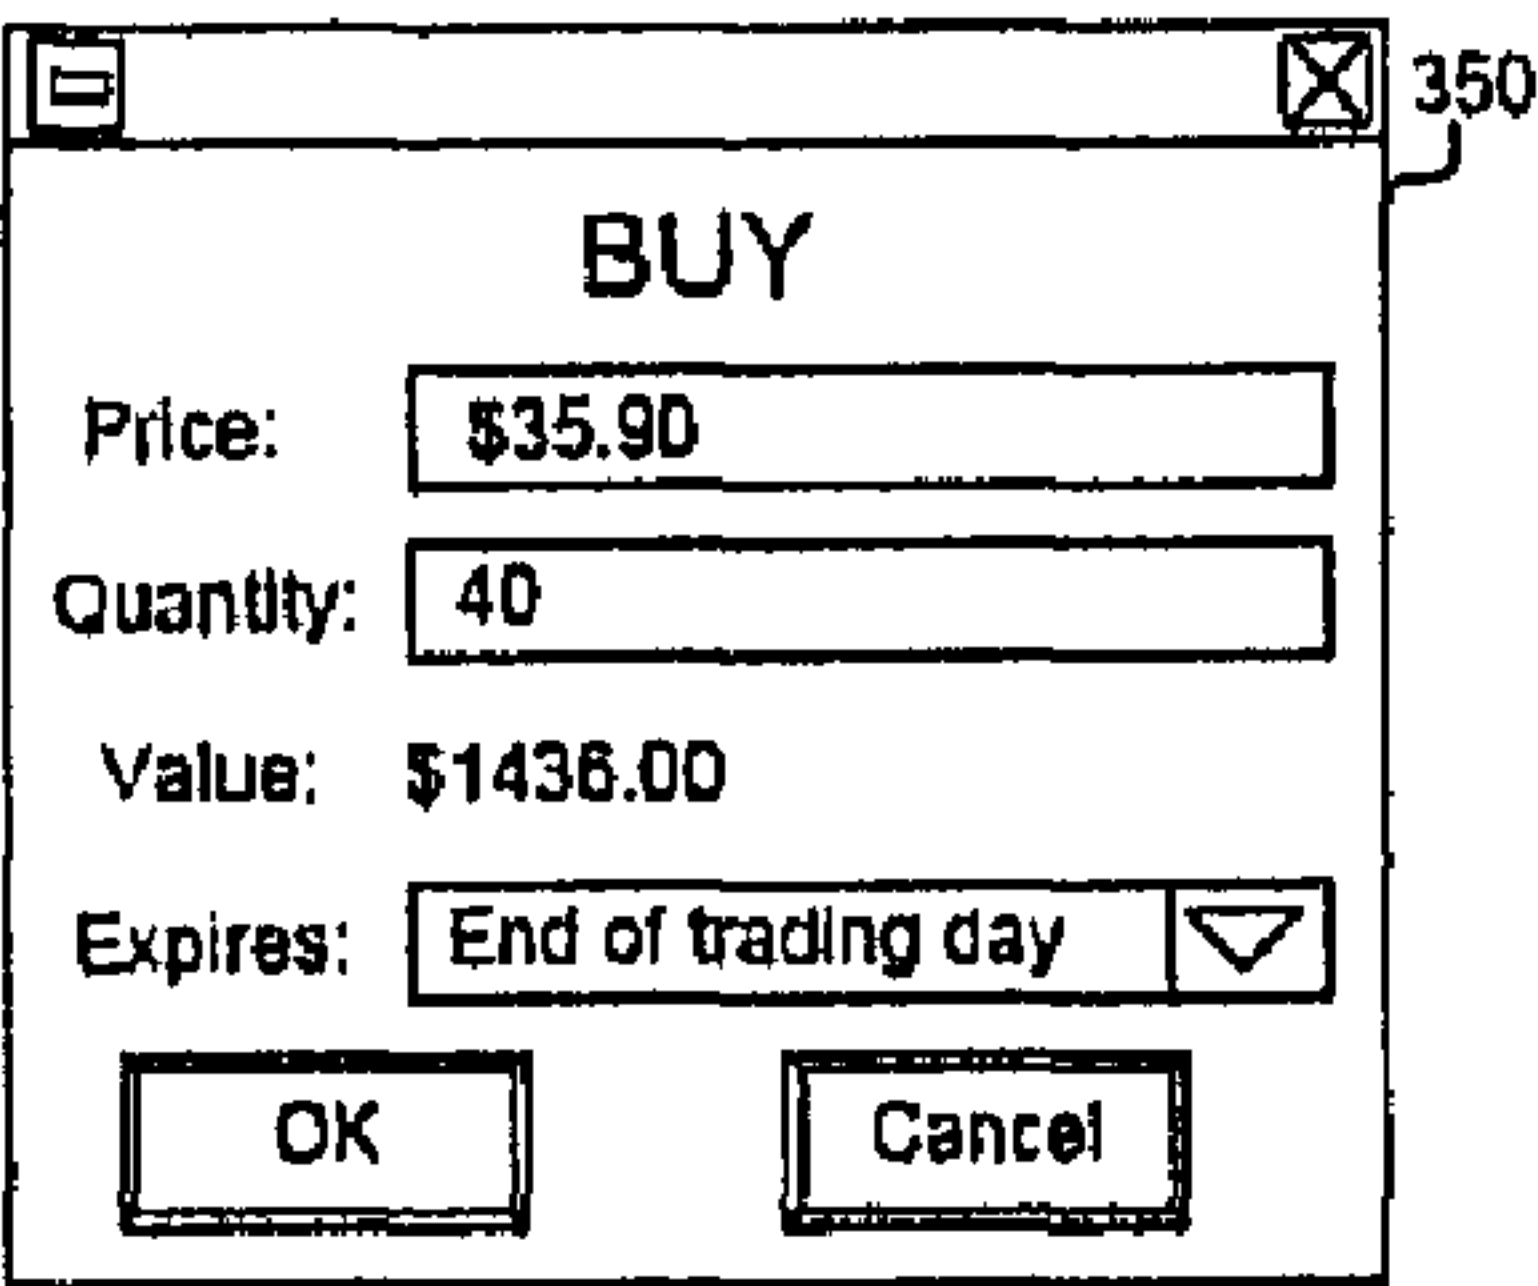 350
BUY
Price: $35.90
Quantity: 40
Value: $1436.00
Expires: End of trading day
OK Cancel